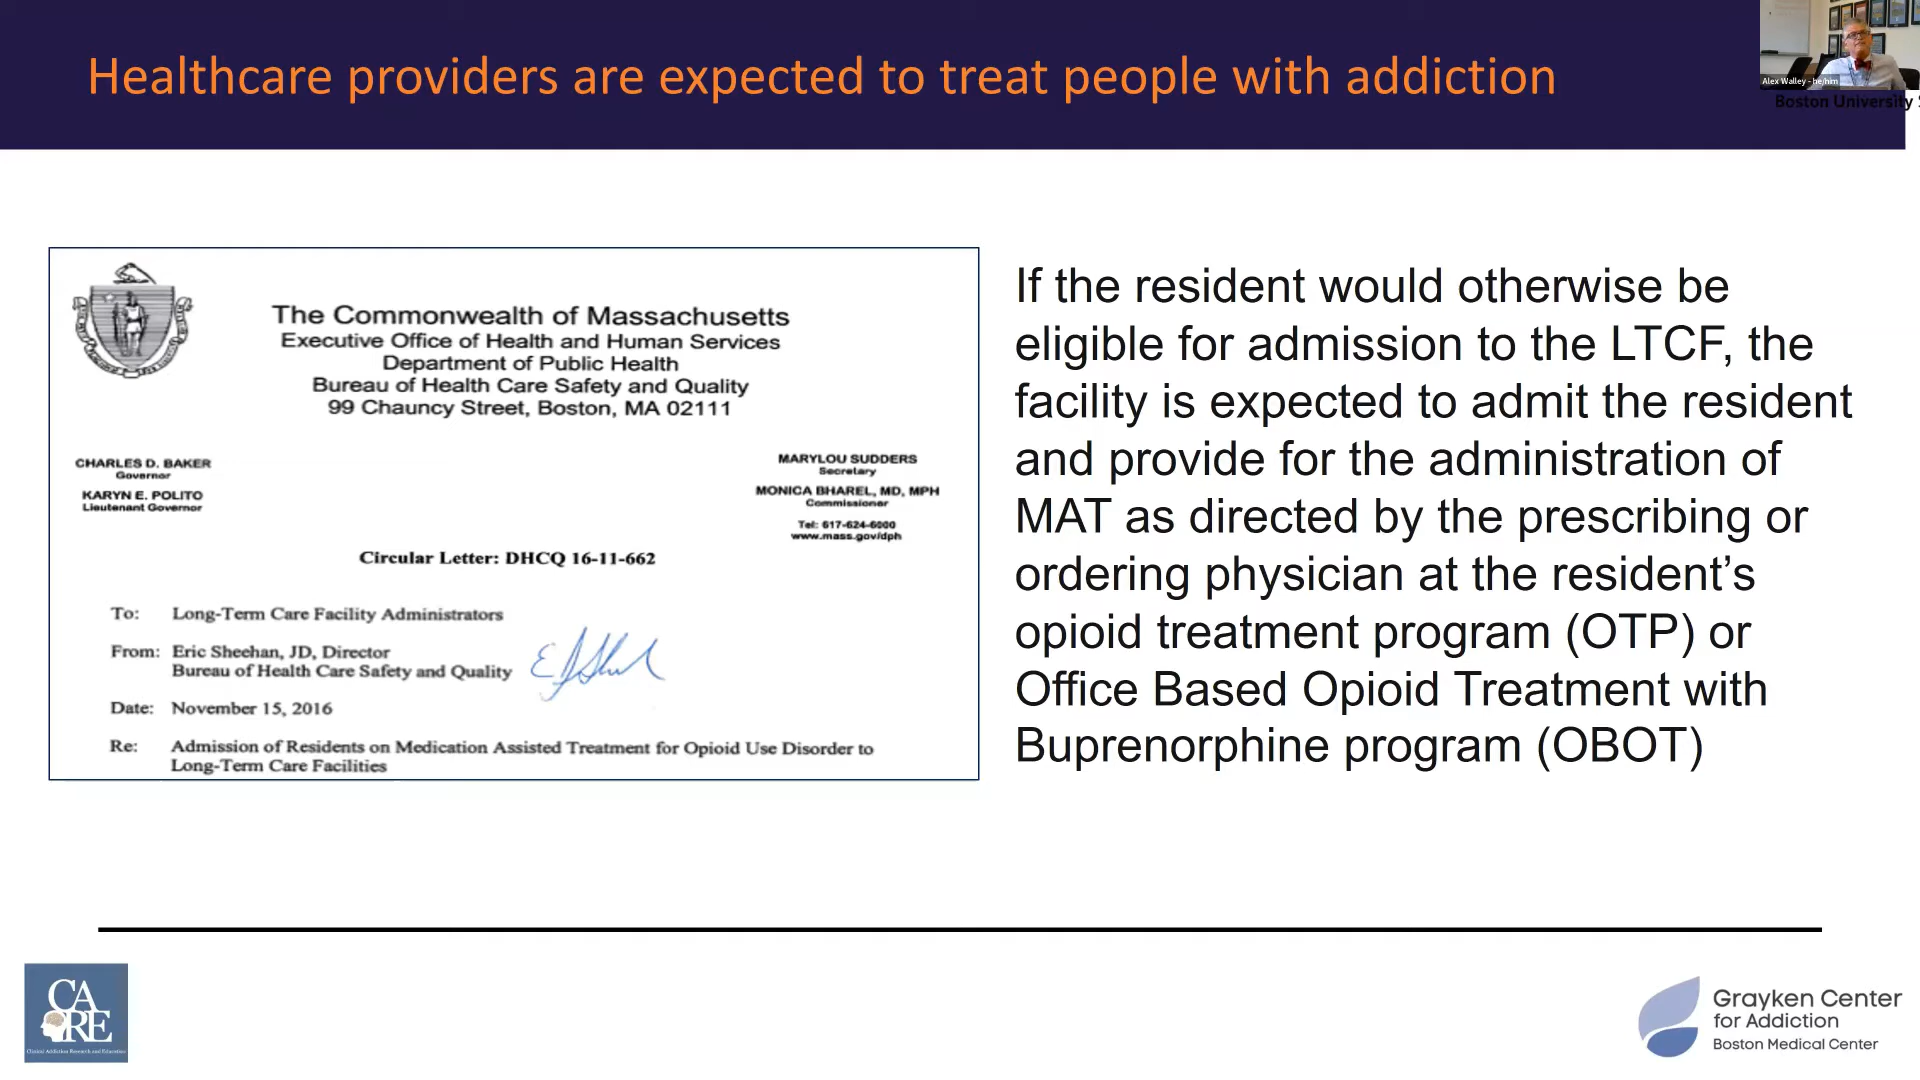 Healthcare providers are expected to treat people with addiction
Alex Walley - he/him
Boston University
The Commonwealth of Massachusetts
Executive Office of Health and Human Services
Department of Public Health
Bureau of Health Care Safety and Quality
99 Chauncy Street, Boston, MA 02111
CHARLES D. BAKER
Governor
KARYN E. POLITO
Lieutenant Governor
MARYLOU SUDDERS
Secretary
MONICA BHAREL, MD, MPH
Commissioner
Tel: 617-624-6000
www.mass.gov/dph
Circular Letter: DHCQ 16-11-662
To: Long-Term Care Facility Administrators
From: Eric Sheehan, JD, Director
Bureau of Health Care Safety and Quality
Date: November 15, 2016
Re: Admission of Residents on Medication Assisted Treatment for Opioid Use Disorder to
Long-Term Care Facilities
If the resident would otherwise be
eligible for admission to the LTCF, the
facility is expected to admit the resident
and provide for the administration of
MAT as directed by the prescribing or
ordering physician at the resident’s
opioid treatment program (OTP) or
Office Based Opioid Treatment with
Buprenorphine program (OBOT)
CA
RE
Clinical Addiction Research and Education
Grayken Center
for Addiction
Boston Medical Center